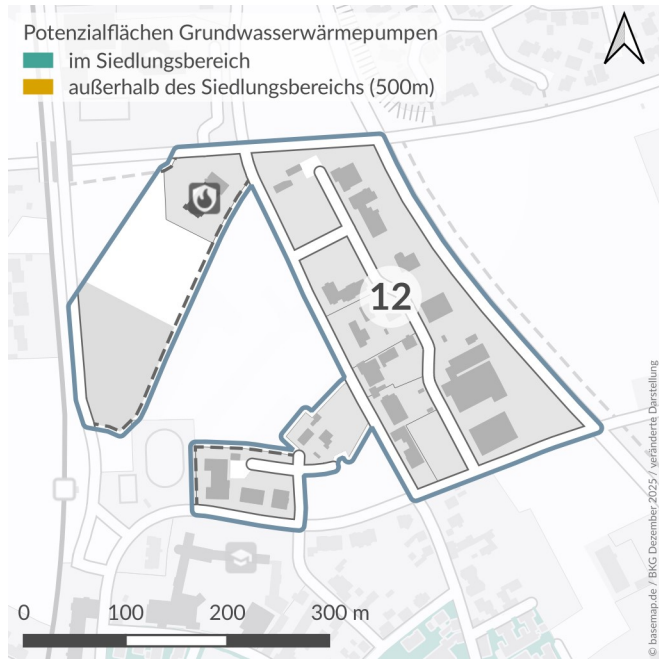 Potenzialflächen Grundwasserwärmepumpen
im Siedlungsbereich
außerhalb des Siedlungsbereichs (500m)
12
0 100 200 300 m
© basemap.de / BKG Dezember 2025 / veränderte Darstellung